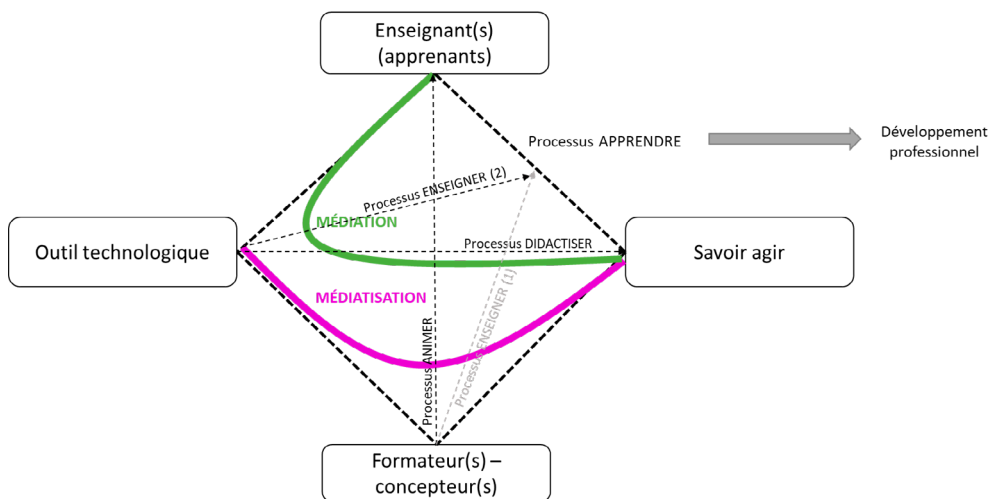 Enseignant(s)
(apprenants)
Processus APPRENDRE
Développement
professionnel
Processus ENSEIGNER (2)
MÉDIATION
Outil technologique
Processus DIDACTISER
Savoir agir
MÉDIATISATION
Processus ENSEIGNER (1)
Processus ANIMER
Formateur(s) –
concepteur(s)